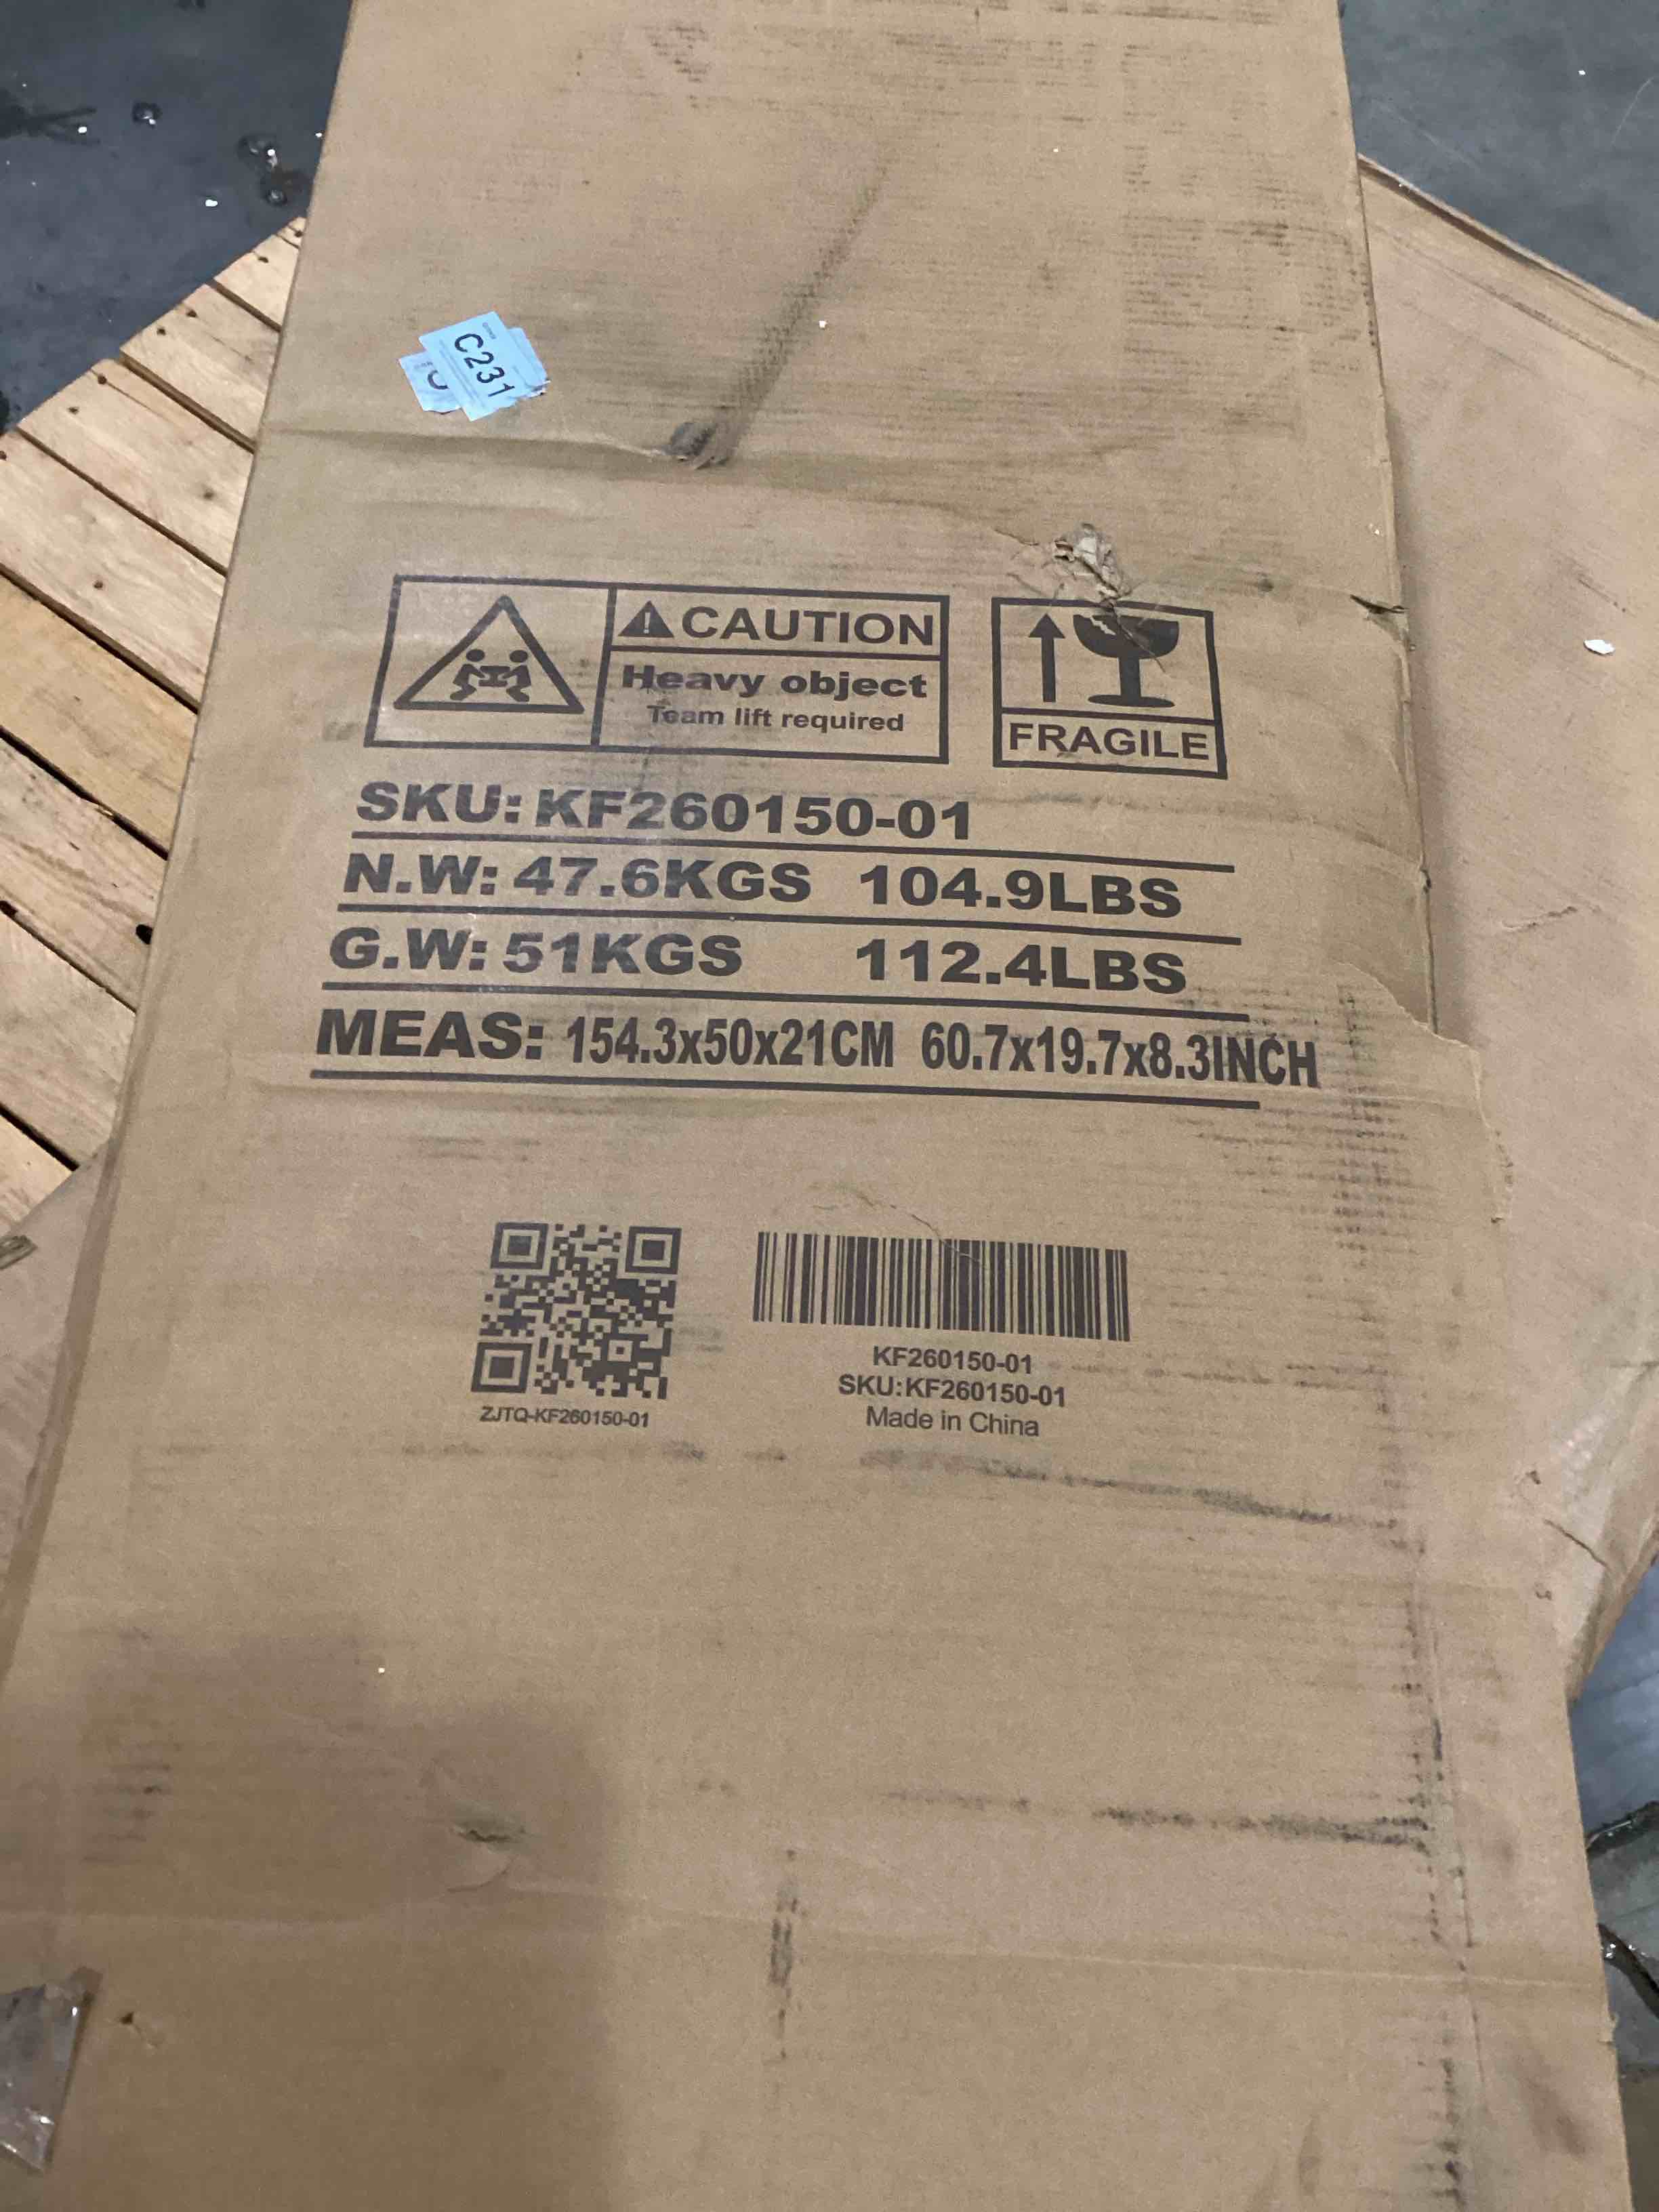 C231
CAUTION
Heavy object
Team lift required
FRAGILE
SKU: KF260150-01
N.W: 47.6KGS 104.9LBS
G.W: 51KGS 112.4LBS
MEAS: 154.3x50x21CM 60.7x19.7x8.3INCH
ZJTQ-KF260150-01
KF260150-01
SKU:KF260150-01
Made in China